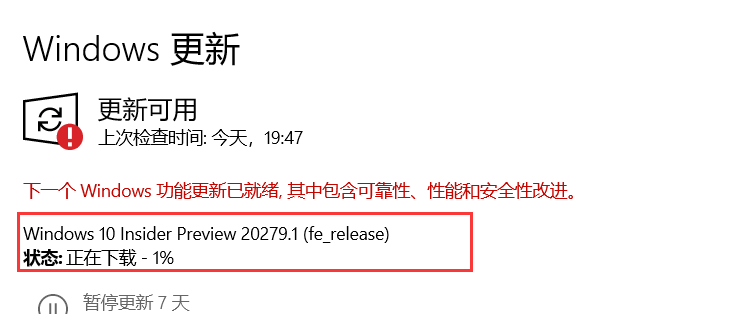 Windows 更新
更新可用
上次检查时间: 今天，19:47
下一个 Windows 功能更新已就绪, 其中包含可靠性、性能和安全性改进。
Windows 10 Insider Preview 20279.1 (fe_release)
状态: 正在下载 - 1%
暂停更新 7 天